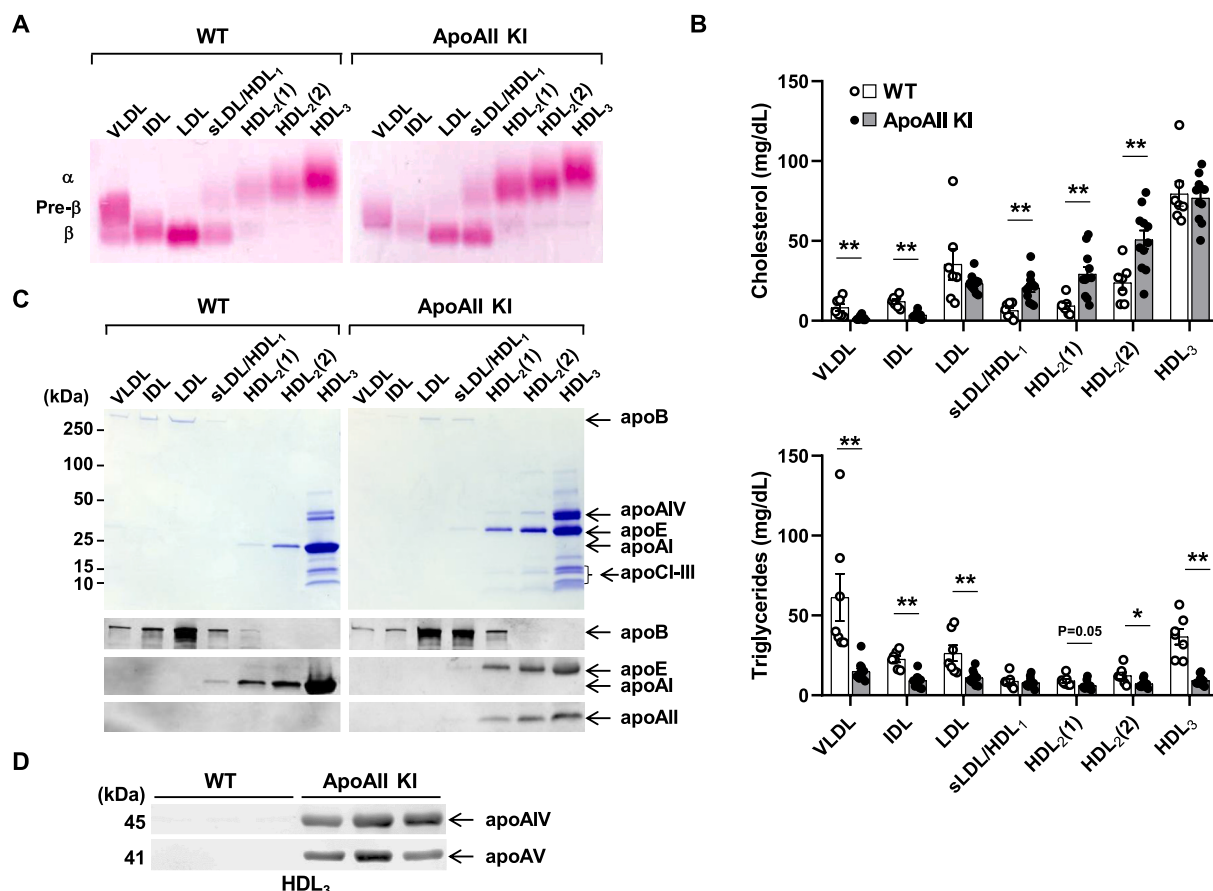 A
WT
ApoAII KI
VLDL
IDL
LDL
sLDL/HDL₁
HDL₂(1)
HDL₂(2)
HDL₃
VLDL
IDL
LDL
sLDL/HDL₁
HDL₂(1)
HDL₂(2)
HDL₃
α
Pre-β
β
B
Cholesterol (mg/dL)
150
100
50
0
WT
ApoAII KI
**
**
**
**
**
VLDL
IDL
LDL
sLDL/HDL₁
HDL₂(1)
HDL₂(2)
HDL₃
Triglycerides (mg/dL)
150
100
50
0
**
**
**
P=0.05
*
**
VLDL
IDL
LDL
sLDL/HDL₁
HDL₂(1)
HDL₂(2)
HDL₃
C
WT
ApoAII KI
VLDL
IDL
LDL
sLDL/HDL₁
HDL₂(1)
HDL₂(2)
HDL₃
VLDL
IDL
LDL
sLDL/HDL₁
HDL₂(1)
HDL₂(2)
HDL₃
(kDa)
250
100
50
25
15
10
apoB
apoAIV
apoE
apoAI
apoCI-III
apoB
apoE
apoAI
apoAII
D
WT
ApoAII KI
(kDa)
45
apoAIV
41
apoAV
HDL₃